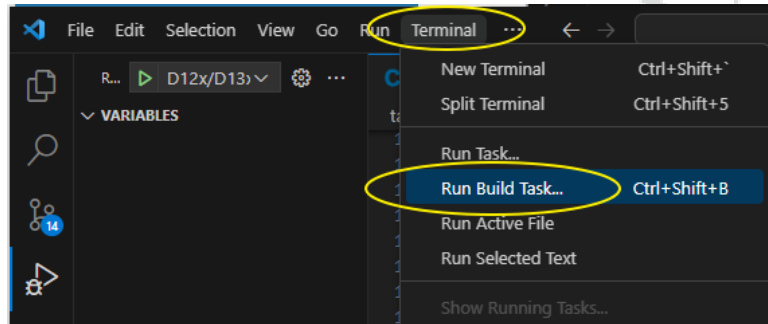 File Edit Selection View Go Run Terminal ...
R... D12x/D13x ...
VARIABLES
14
New Terminal Ctrl+Shift+`
Split Terminal Ctrl+Shift+5
Run Task...
Run Build Task... Ctrl+Shift+B
Run Active File
Run Selected Text
Show Running Tasks...